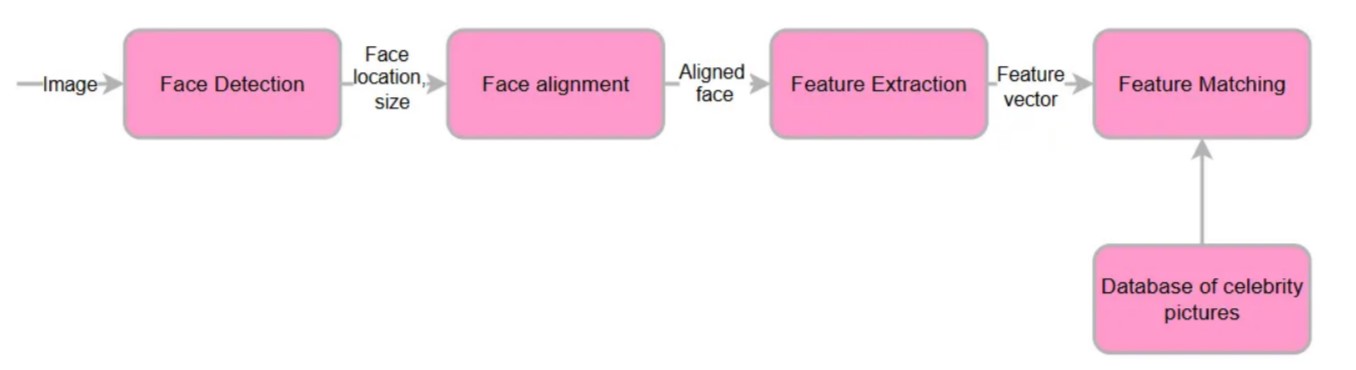 Image
Face Detection
Face
location,
size
Face alignment
Aligned
face
Feature Extraction
Feature
vector
Feature Matching
Database of celebrity
pictures